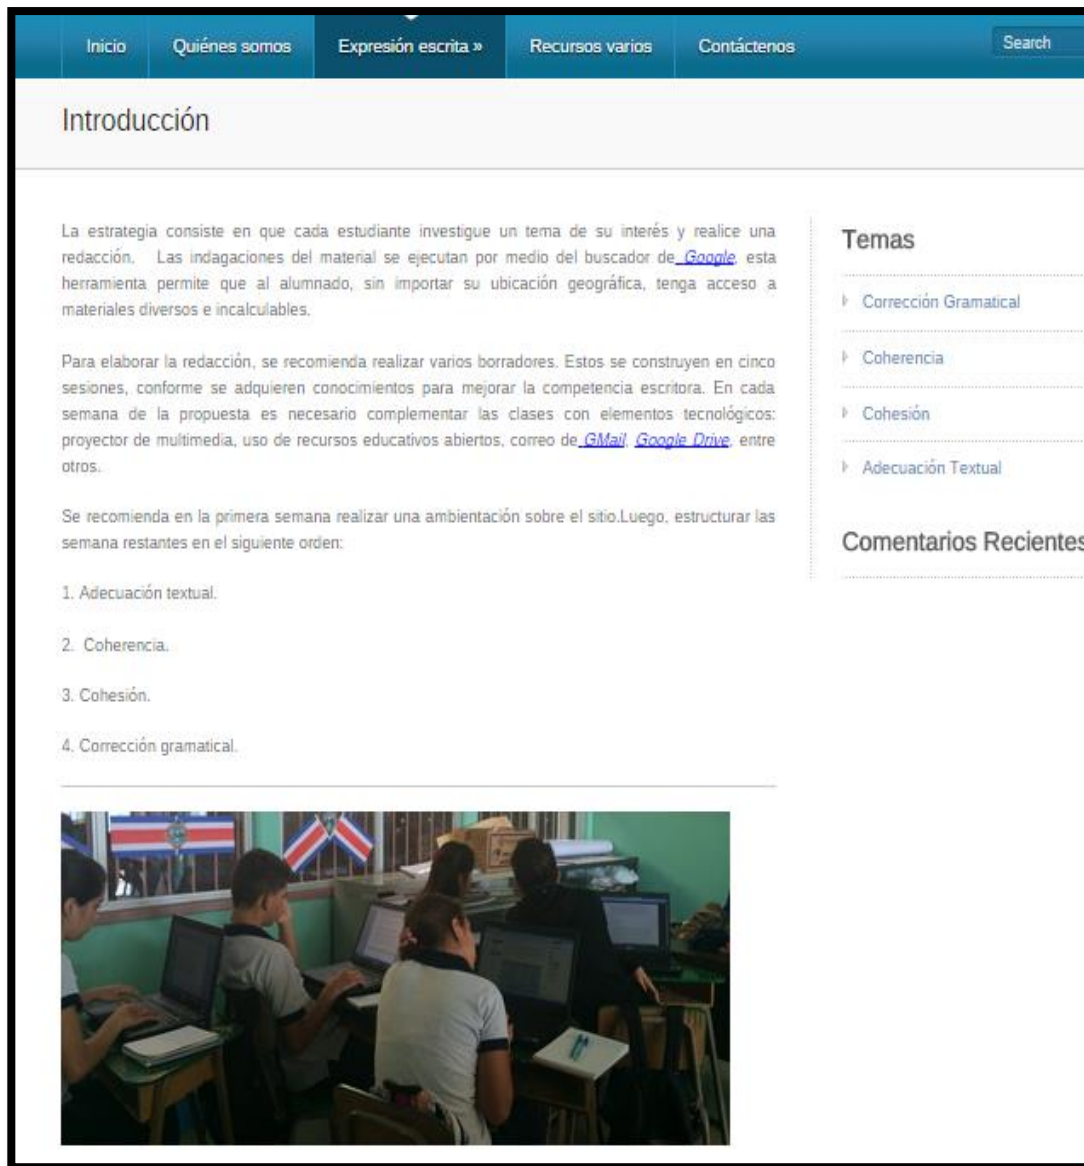 Inicio Quiénes somos Expresión escrita » Recursos varios Contáctenos Search
Introducción
La estrategia consiste en que cada estudiante investigue un tema de su interés y realice una
redacción. Las indagaciones del material se ejecutan por medio del buscador de Google, esta
herramienta permite que al alumnado, sin importar su ubicación geográfica, tenga acceso a
materiales diversos e incalculables.
Para elaborar la redacción, se recomienda realizar varios borradores. Estos se construyen en cinco
sesiones, conforme se adquieren conocimientos para mejorar la competencia escritora. En cada
semana de la propuesta es necesario complementar las clases con elementos tecnológicos:
proyector de multimedia, uso de recursos educativos abiertos, correo de GMail, Google Drive, entre
otros.
Se recomienda en la primera semana realizar una ambientación sobre el sitio.Luego, estructurar las
semana restantes en el siguiente orden:
1. Adecuación textual.
2. Coherencia.
3. Cohesión.
4. Corrección gramatical.
Temas
Corrección Gramatical
Coherencia
Cohesión
Adecuación Textual
Comentarios Recientes